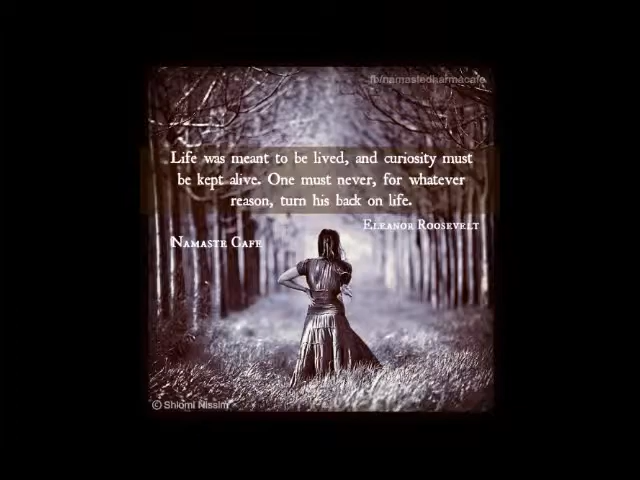 fb/namastedharmacafe
Life was meant to be lived, and curiosity must
be kept alive. One must never, for whatever
reason, turn his back on life.
Eleanor Roosevelt
Namaste Cafe
© Shlomi Nissim